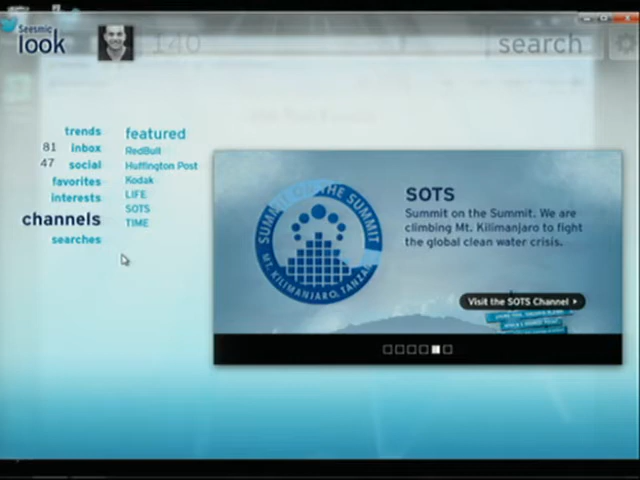 Seesmic
look
140
search
trends
81 inbox
47 social
favorites
interests
channels
searches
featured
RedBull
Huffington Post
Kodak
LIFE
SOTS
TIME
SUMMIT ON THE SUMMIT
MT. KILIMANJARO, TANZA
SOTS
Summit on the Summit. We are
climbing Mt. Kilimanjaro to fight
the global clean water crisis.
Visit the SOTS Channel